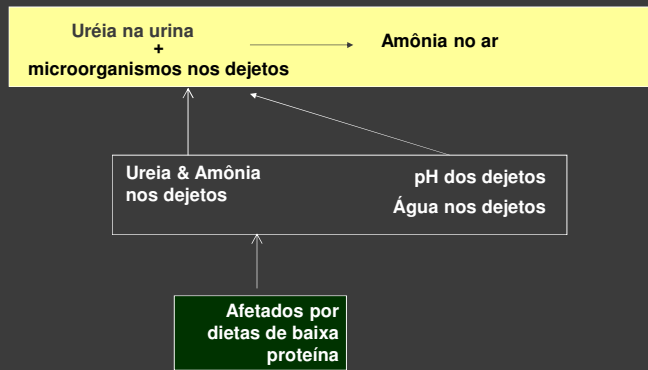 Uréia na urina
+
microorganismos nos dejetos
Amônia no ar
Ureia & Amônia
nos dejetos
pH dos dejetos
Água nos dejetos
Afetados por
dietas de baixa
proteína